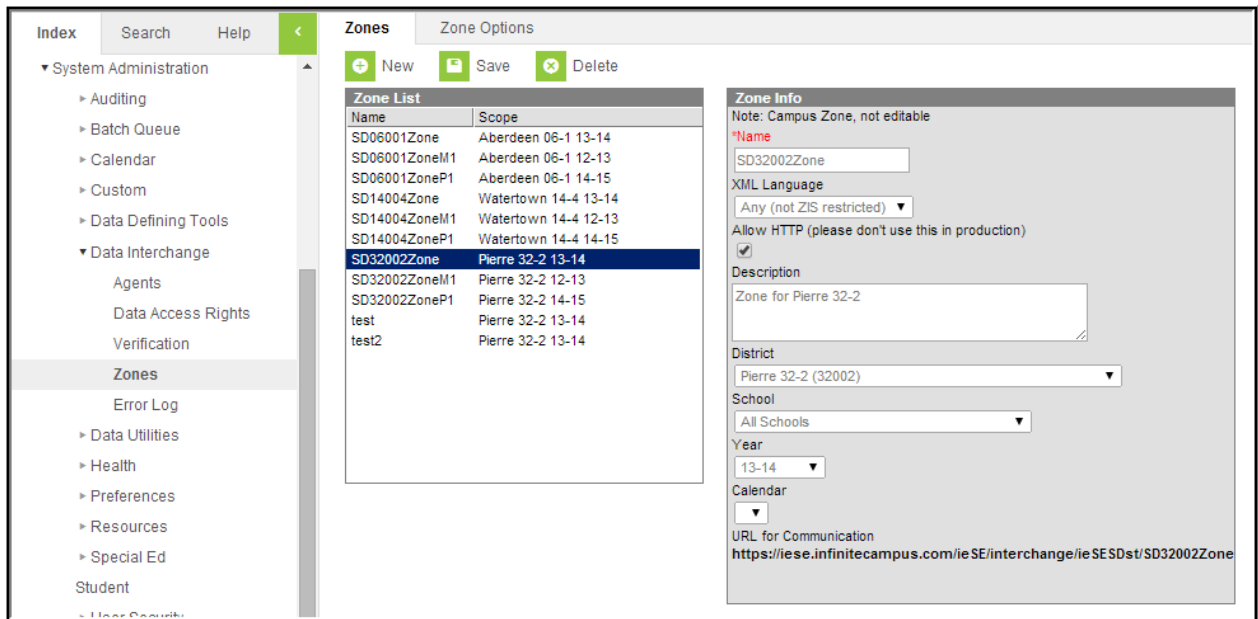 Index Search Help
System Administration
Auditing
Batch Queue
Calendar
Custom
Data Defining Tools
Data Interchange
Agents
Data Access Rights
Verification
Zones
Error Log
Data Utilities
Health
Preferences
Resources
Special Ed
Student
User Security
Zones Zone Options
New Save Delete
Zone List
Name Scope
SD06001Zone Aberdeen 06-1 13-14
SD06001ZoneM1 Aberdeen 06-1 12-13
SD06001ZoneP1 Aberdeen 06-1 14-15
SD14004Zone Watertown 14-4 13-14
SD14004ZoneM1 Watertown 14-4 12-13
SD14004ZoneP1 Watertown 14-4 14-15
SD32002Zone Pierre 32-2 13-14
SD32002ZoneM1 Pierre 32-2 12-13
SD32002ZoneP1 Pierre 32-2 14-15
test Pierre 32-2 13-14
test2 Pierre 32-2 13-14
Zone Info
Note: Campus Zone, not editable
*Name
SD32002Zone
XML Language
Any (not ZIS restricted)
Allow HTTP (please don't use this in production)
Description
Zone for Pierre 32-2
District
Pierre 32-2 (32002)
School
All Schools
Year
13-14
Calendar
URL for Communication
https://iese.infinitecampus.com/ieSE/interchange/ieSESDst/SD32002Zone